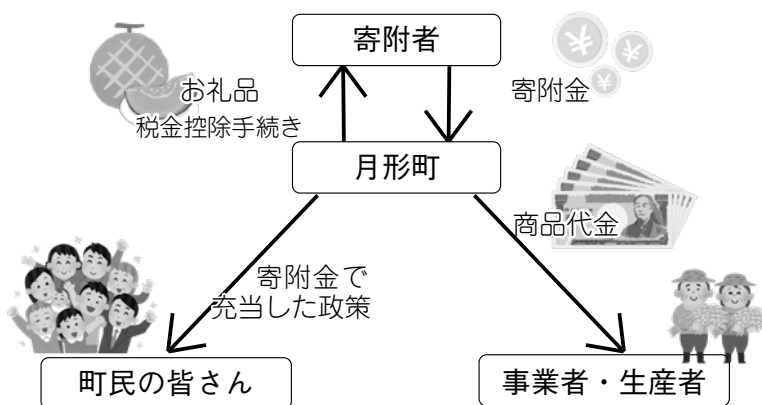 寄附者
お礼品
税金控除手続き
寄附金
月形町
商品代金
寄附金で
充当した政策
町民の皆さん
事業者・生産者